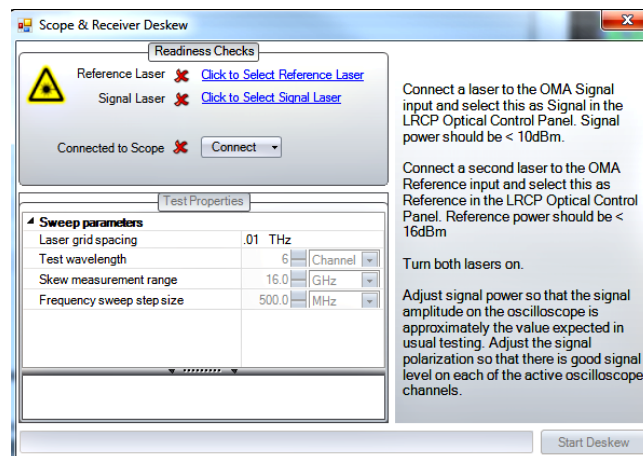 Scope & Receiver Deskew
Readiness Checks
Reference Laser Click to Select Reference Laser
Signal Laser Click to Select Signal Laser
Connected to Scope Connect
Test Properties
Sweep parameters
Laser grid spacing .01 THz
Test wavelength 6 Channel
Skew measurement range 16.0 GHz
Frequency sweep step size 500.0 MHz
Connect a laser to the OMA Signal
input and select this as Signal in the
LRCP Optical Control Panel. Signal
power should be < 10dBm.
Connect a second laser to the OMA
Reference input and select this as
Reference in the LRCP Optical Control
Panel. Reference power should be <
16dBm
Turn both lasers on.
Adjust signal power so that the signal
amplitude on the oscilloscope is
approximately the value expected in
usual testing. Adjust the signal
polarization so that there is good signal
level on each of the active oscilloscope
channels.
Start Deskew